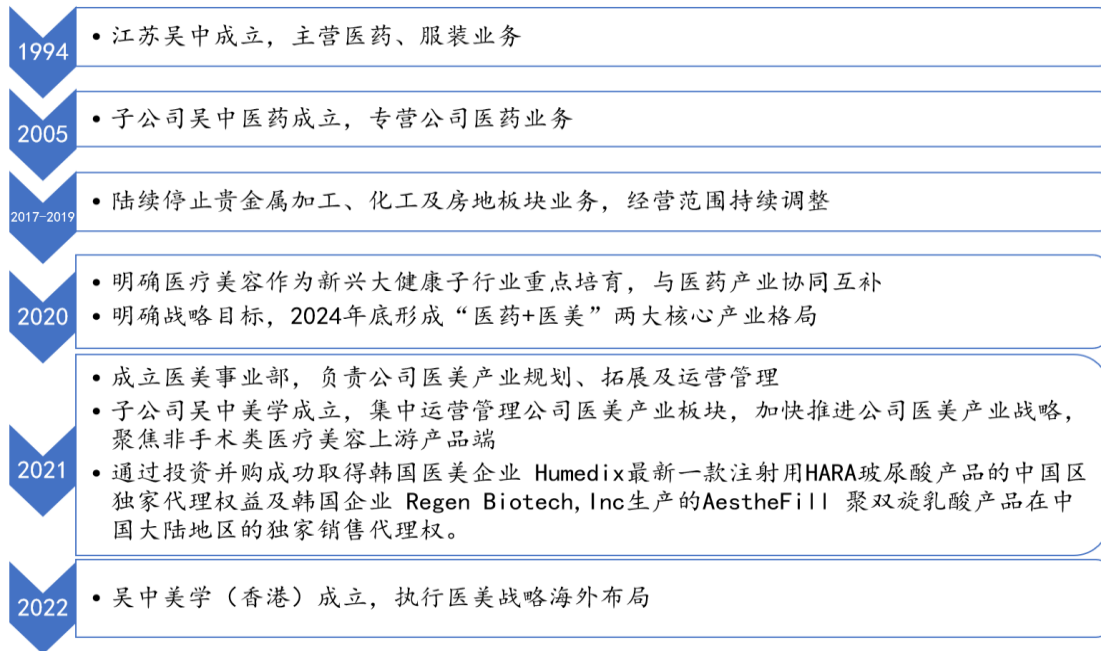 1994
• 江苏吴中成立，主营医药、服装业务
2005
• 子公司吴中医药成立，专营公司医药业务
2017-2019
• 陆续停止贵金属加工、化工及房地板块业务，经营范围持续调整
2020
• 明确医疗美容作为新兴大健康子行业重点培育，与医药产业协同互补
• 明确战略目标，2024年底形成“医药+医美”两大核心产业格局
2021
• 成立医美事业部，负责公司医美产业规划、拓展及运营管理
• 子公司吴中美学成立，集中运营管理公司医美产业板块，加快推进公司医美产业战略，
聚焦非手术类医疗美容上游产品端
• 通过投资并购成功取得韩国医美企业 Humedix最新一款注射用HARA玻尿酸产品的中国区
独家代理权益及韩国企业 Regen Biotech,Inc生产的AestheFill 聚双旋乳酸产品在中
国大陆地区的独家销售代理权。
2022
• 吴中美学（香港）成立，执行医美战略海外布局